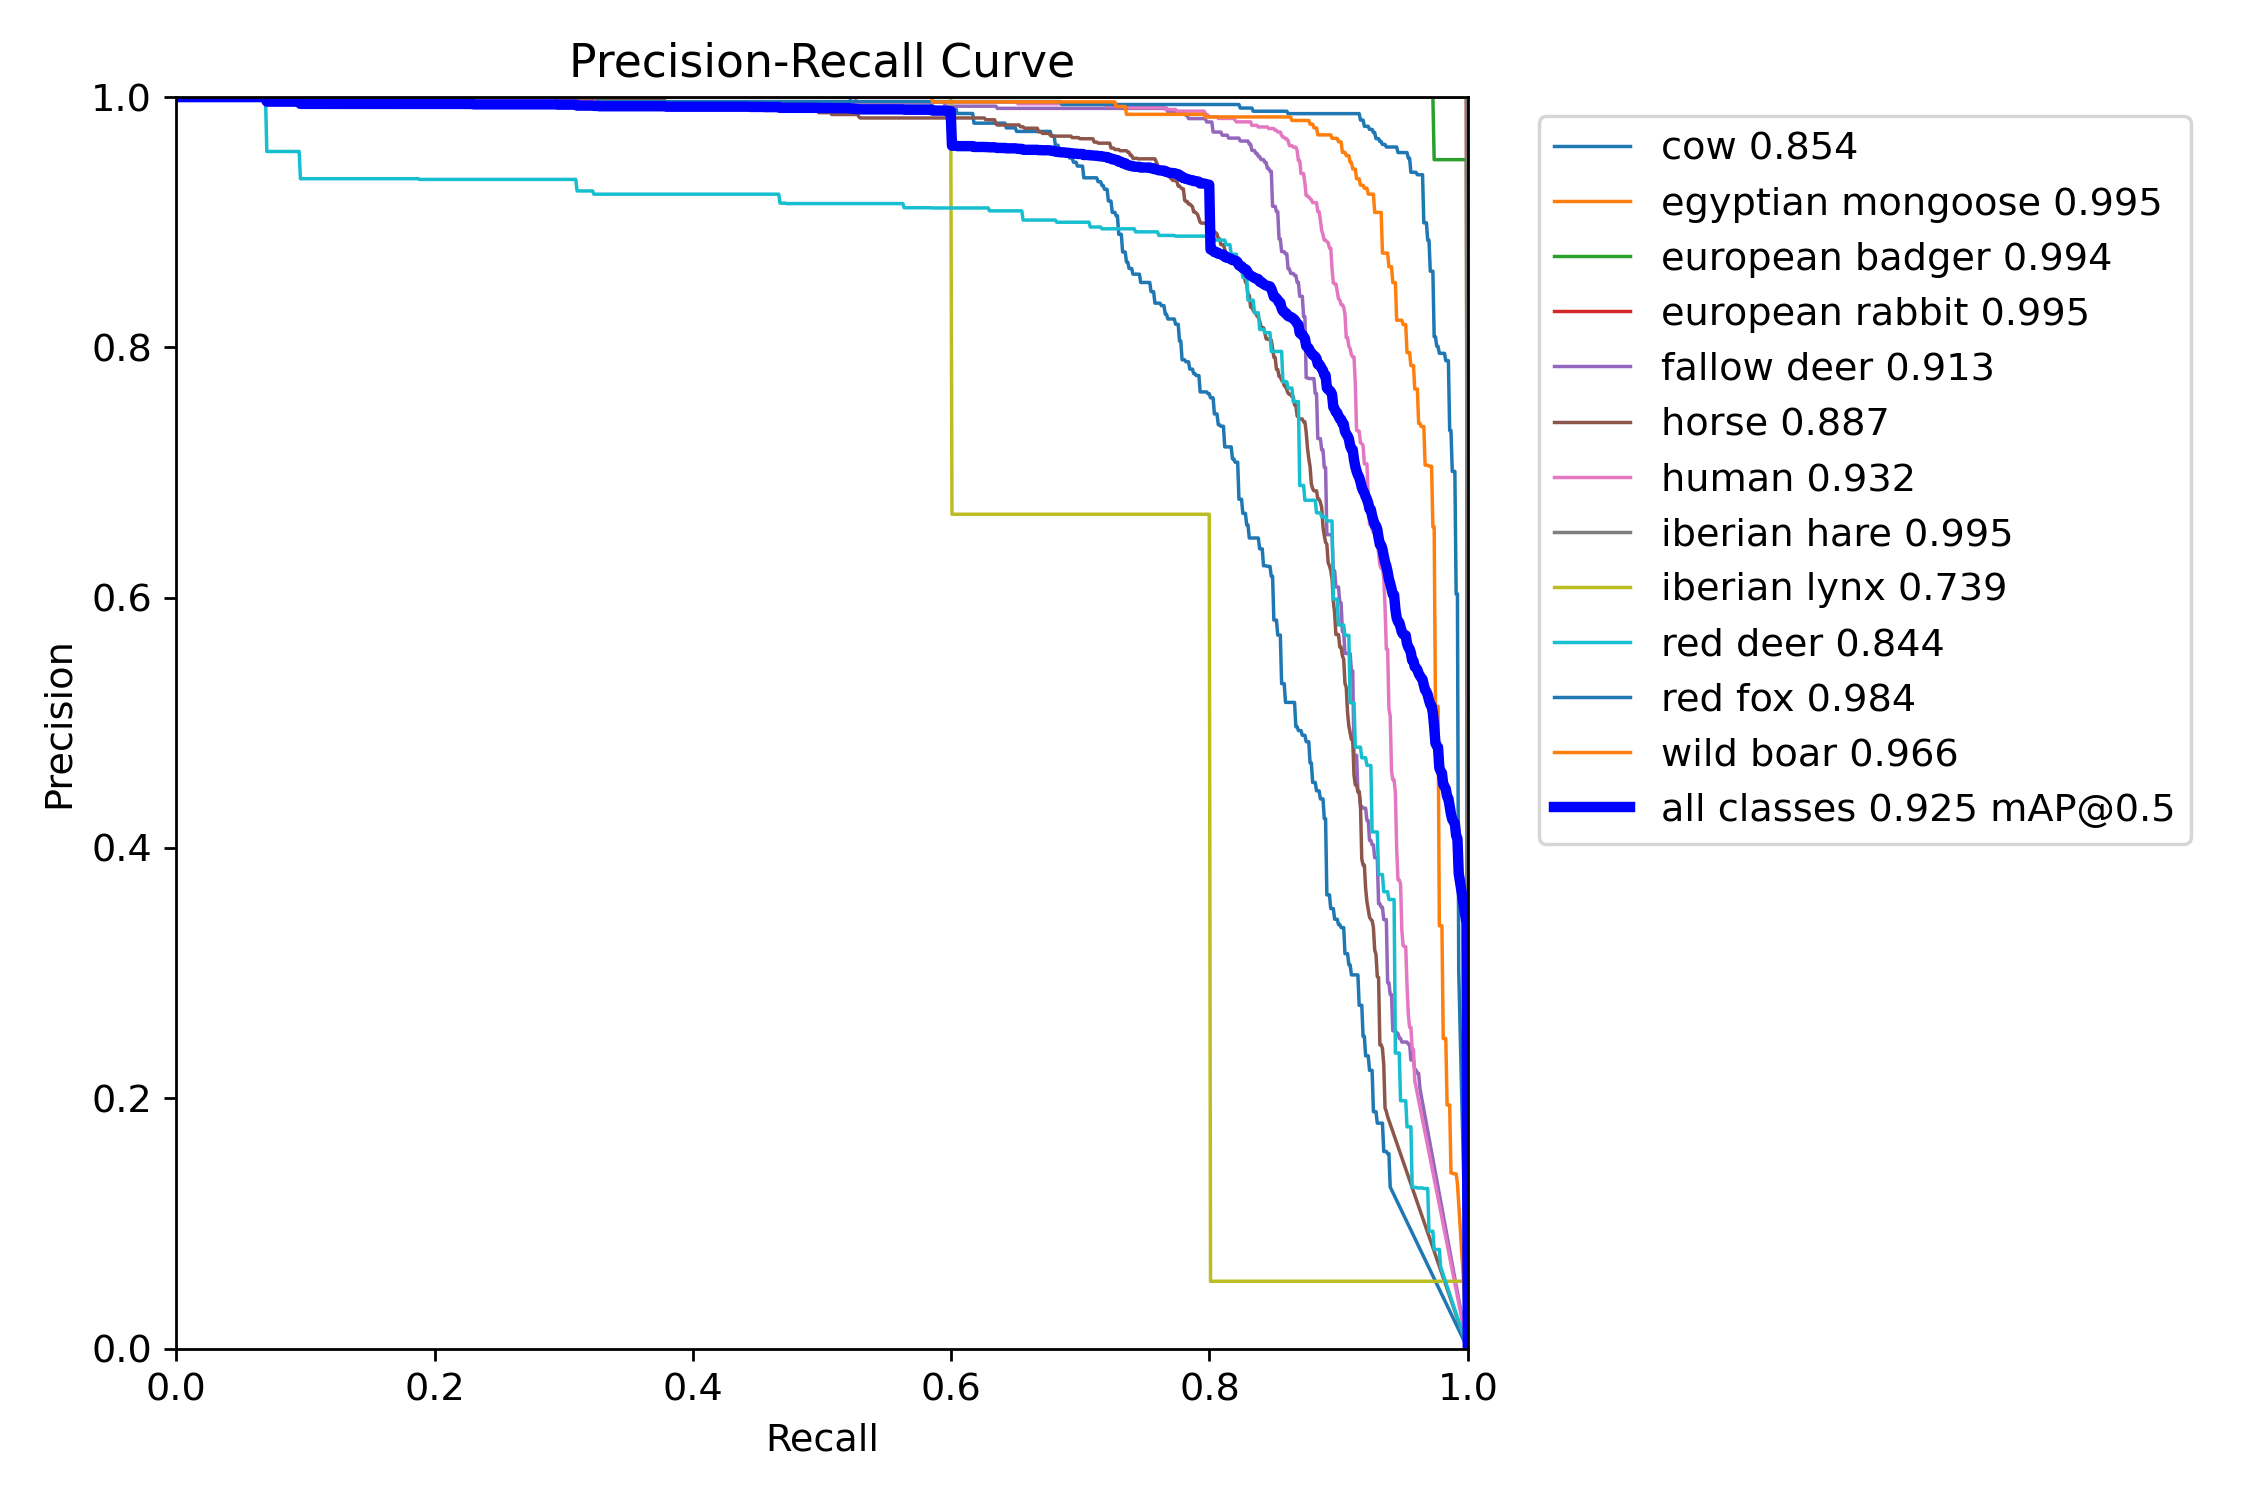 Precision-Recall Curve
1.0
0.8
0.6
0.4
0.2
0.0
Precision
0.0 0.2 0.4 0.6 0.8 1.0
Recall
cow 0.854
egyptian mongoose 0.995
european badger 0.994
european rabbit 0.995
fallow deer 0.913
horse 0.887
human 0.932
iberian hare 0.995
iberian lynx 0.739
red deer 0.844
red fox 0.984
wild boar 0.966
all classes 0.925 mAP@0.5